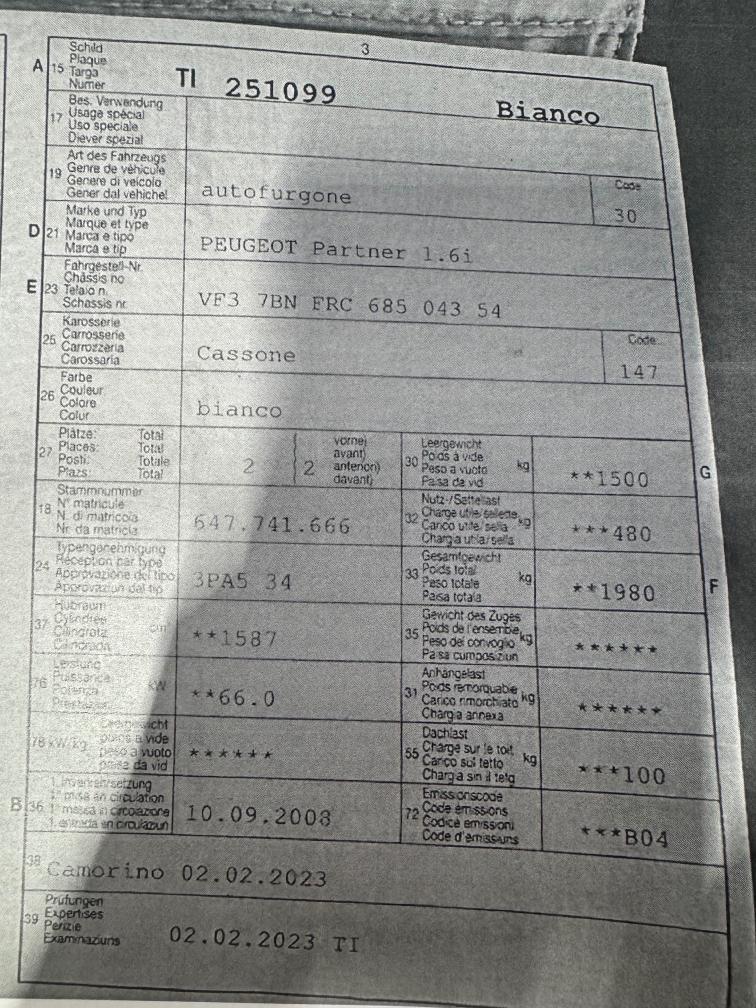 3
A 15 Schild
Plaque
Targa
Numer
TI 251099 Bianco
17 Bes. Verwendung
Usage spécial
Uso speciale
Diever spezial
19 Art des Fahrzeugs
Genre de véhicule
Genere di veicolo
Gener dal vehichel
autofurgone
Code
30
D 21 Marke und Typ
Marque et type
Marca e tipo
Marca e tip
PEUGEOT Partner 1.6i
E 23 Fahrgestell-Nr.
Châssis no
Telaio n.
Schassis nr.
VF3 7BN FRC 685 043 54
25 Karosserie
Carrosserie
Carrozzeria
Carossaria
Cassone
Code
147
26 Farbe
Couleur
Colore
Calur
bianco
27 Plätze: Total
Places: Total
Posti: Totale
Plazs: Total
2 2
vorne)
avant)
anteriori)
davant)
30 Leergewicht
Poids à vide
Peso a vuoto
Paisa da vid
kg
**1500
G
18 Stammnummer
N° matricule
N. di matricola
Nr. da matricla
647.741.666
32 Nutz-/Sattellast
Charge utile/sellette
Carico utile/sella
Chargia utila/sella
kg
***480
24 Typengenehmigung
Réception par type
Approvazione del tipo
Approvaziun dal tip
3PA5 34
33 Gesamtgewicht
Poids total
Peso totale
Paisa totala
kg
**1980
F
37 Hubraum
Cylindrée
Cilindrata
Cilindrada
**1587
35 Gewicht des Zuges
Poids de l'ensemble
Peso del convoglio
Paisa cumposiziun
kg
******
76 Leistung
Puissance
Potenza
kW
**66.0
31 Anhängelast
Poids remorquable
Carico rimorchiato
Chargia annexa
kg
******
78 kW/kg Leergewicht
poids à vide
peso a vuoto
paisa da vid
******
55 Dachlast
Charge sur le toit
Carico sul tetto
Chargia sin il tetg
kg
***100
B 36 1. Inverkehrsetzung
1re mise en circulation
1a messa in circolazione
1. entrada en circulaziun
10.09.2008
72 Emissionscode
Code émissions
Codice emissioni
Code d'emissiuns
***B04
38 Camorino 02.02.2023
39 Prüfungen
Expertises
Perizie
Examinaziuns
02.02.2023 TI